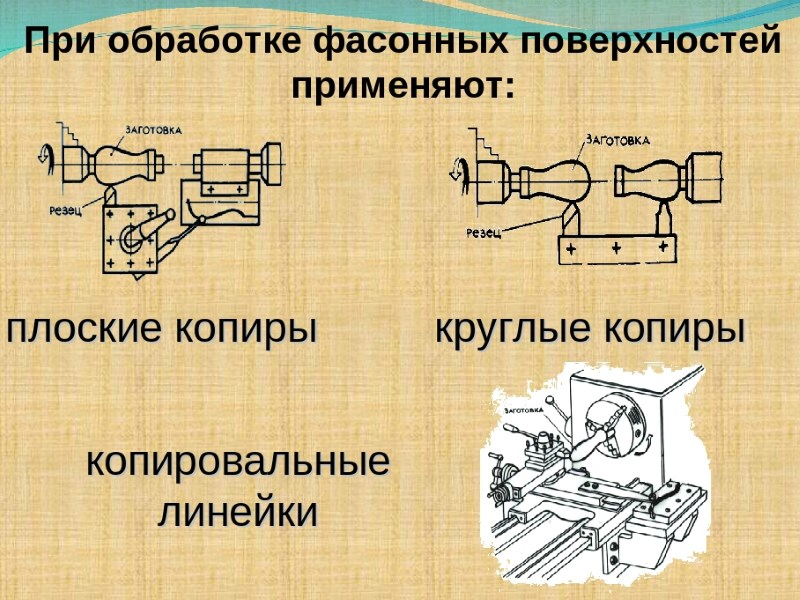 При обработке фасонных поверхностей
применяют:
ЗАГОТОВКА
Резец
ЗАГОТОВКА
Резец
плоские копиры
круглые копиры
ЗАГОТОВКА
копировальные
линейки